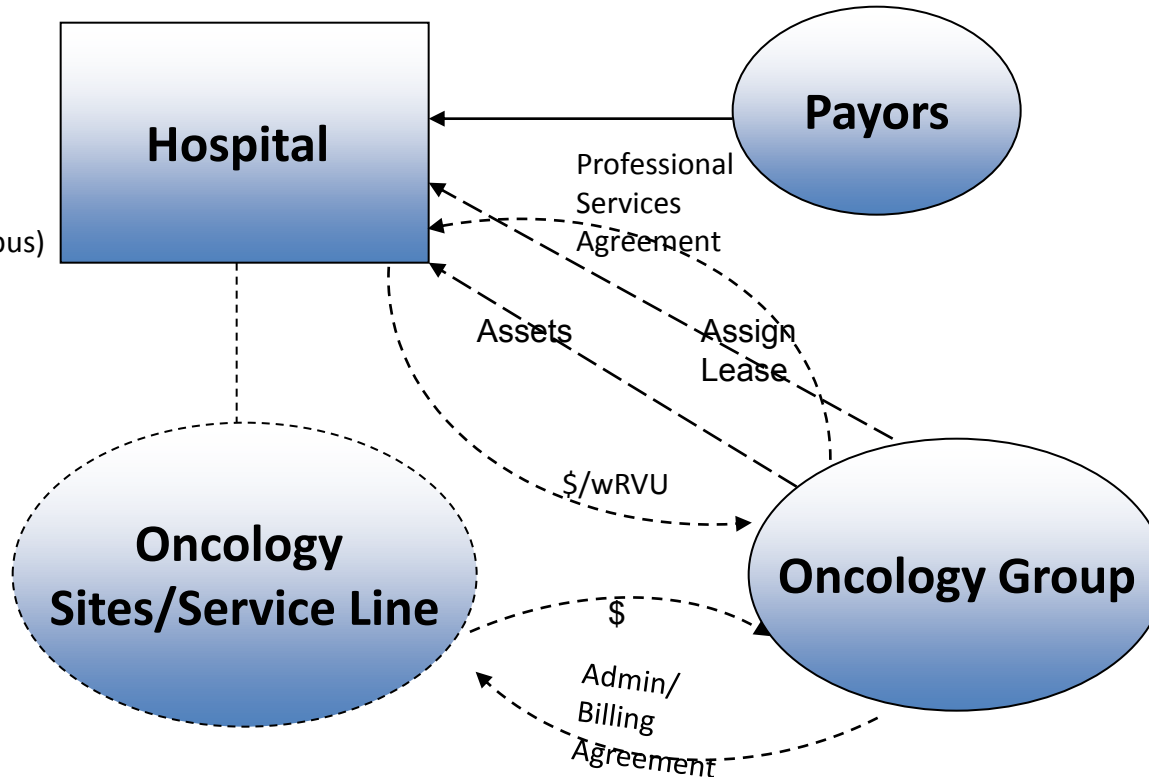 Hospital
Payors
Professional
Services
Agreement
Assets
Assign
Lease
$/wRVU
Oncology
Sites/Service Line
Oncology Group
$
Admin/
Billing
Agreement